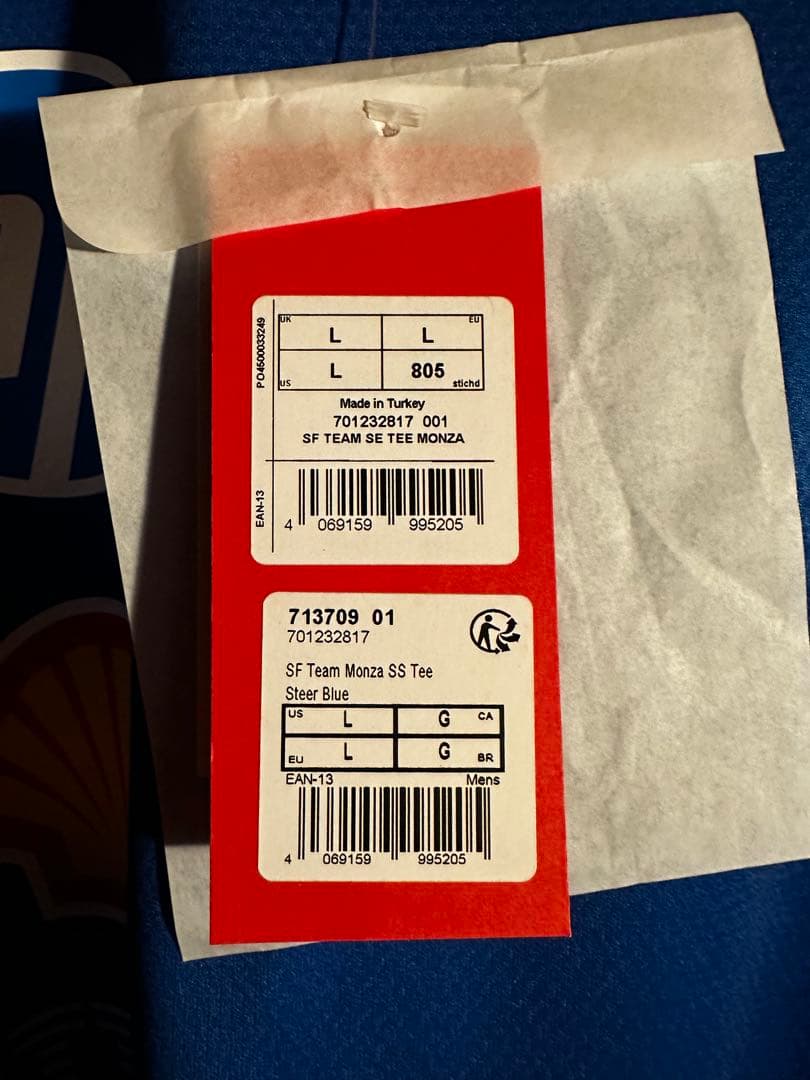 PO4500033249
UK L L EU
US L 805 stichd
Made in Turkey
701232817 001
SF TEAM SE TEE MONZA
EAN-13
4 069159 995205
713709 01
701232817
SF Team Monza SS Tee
Steer Blue
US L G CA
EU L G BR
EAN-13 Mens
4 069159 995205